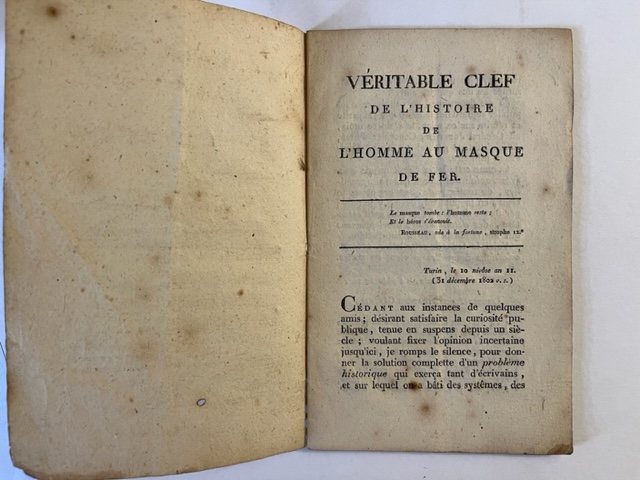 VÉRITABLE CLEF
DE L'HISTOIRE
DE
L'HOMME AU MASQUE
DE FER.
Le masque tombe : l'homme reste ;
Et le héros s'évanouit.
ROUSSEAU, ode à la fortune, strophe 12.e
Turin, le 10 nivôse an 11.
(31 décembre 1802 v. s.)
CÉDANT aux instances de quelques
amis ; désirant satisfaire la curiosité pu-
blique, tenue en suspens depuis un siè-
cle ; voulant fixer l'opinion incertaine
jusqu'ici, je romps le silence, pour don-
ner la solution complette d'un problème
historique qui exerça tant d'écrivains,
et sur lequel on a bâti des systêmes, des